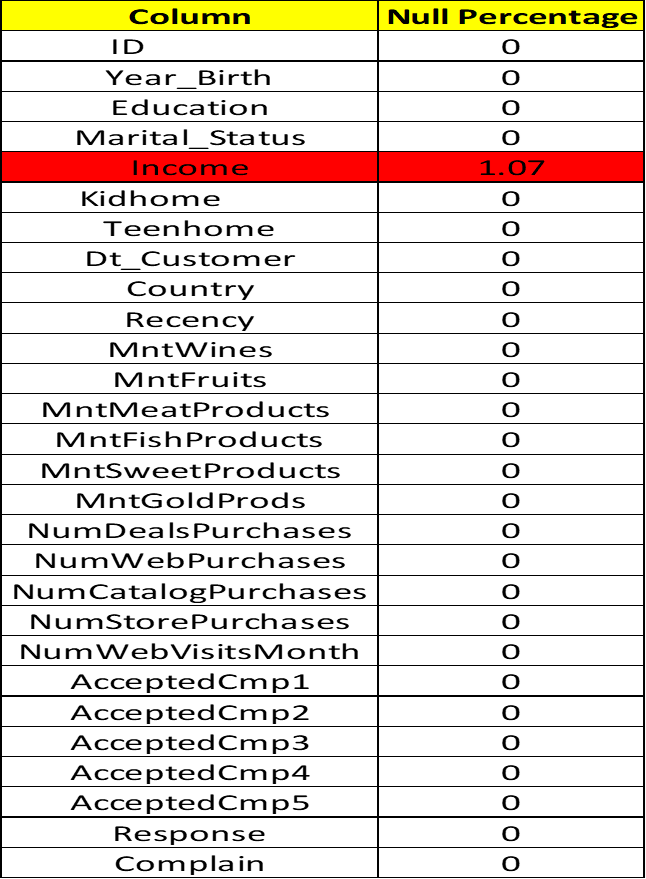 Column Null Percentage
ID 0
Year_Birth 0
Education 0
Marital_Status 0
Income 1.07
Kidhome 0
Teenhome 0
Dt_Customer 0
Country 0
Recency 0
MntWines 0
MntFruits 0
MntMeatProducts 0
MntFishProducts 0
MntSweetProducts 0
MntGoldProds 0
NumDealsPurchases 0
NumWebPurchases 0
NumCatalogPurchases 0
NumStorePurchases 0
NumWebVisitsMonth 0
AcceptedCmp1 0
AcceptedCmp2 0
AcceptedCmp3 0
AcceptedCmp4 0
AcceptedCmp5 0
Response 0
Complain 0